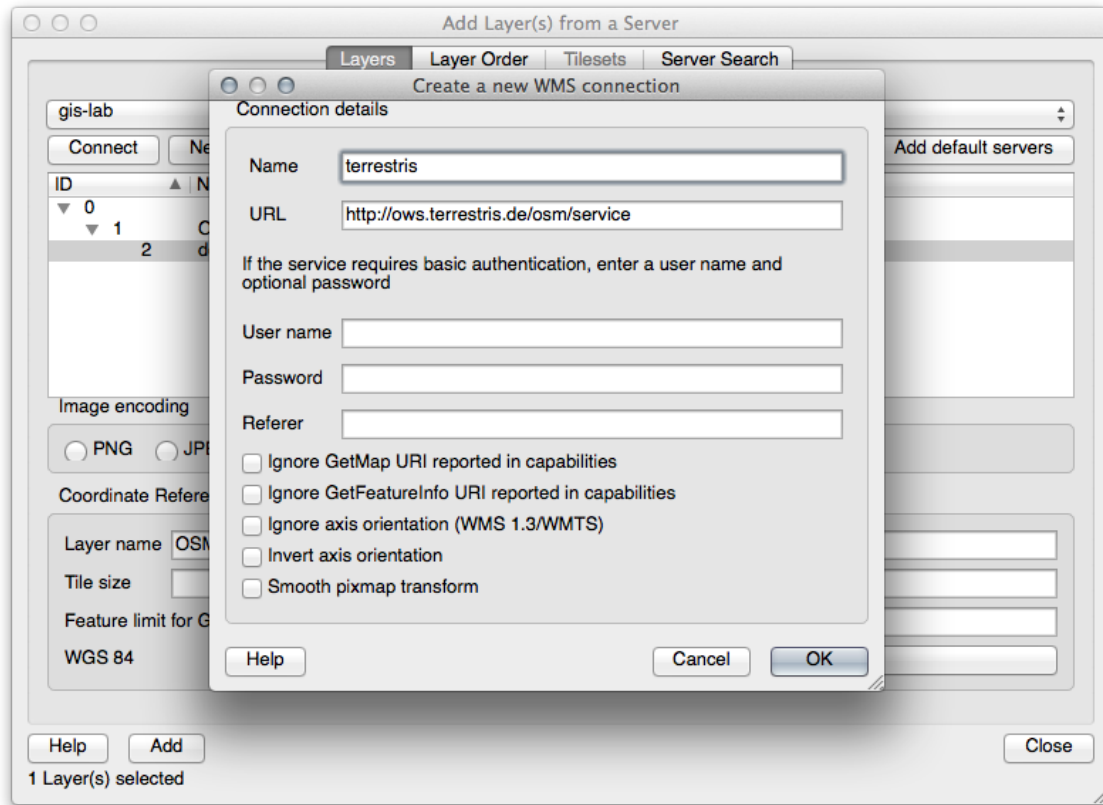 Add Layer(s) from a Server
Layers Layer Order Tilesets Server Search
Create a new WMS connection
Connection details
gis-lab
Connect
Add default servers
ID
0
1
2
Name terrestris
URL http://ows.terrestris.de/osm/service
If the service requires basic authentication, enter a user name and
optional password
User name
Password
Referer
Ignore GetMap URI reported in capabilities
Ignore GetFeatureInfo URI reported in capabilities
Ignore axis orientation (WMS 1.3/WMTS)
Invert axis orientation
Smooth pixmap transform
Help Cancel OK
Image encoding
PNG
Coordinate Refere
Layer name OSM
Tile size
Feature limit for G
WGS 84
Help Add Close
1 Layer(s) selected